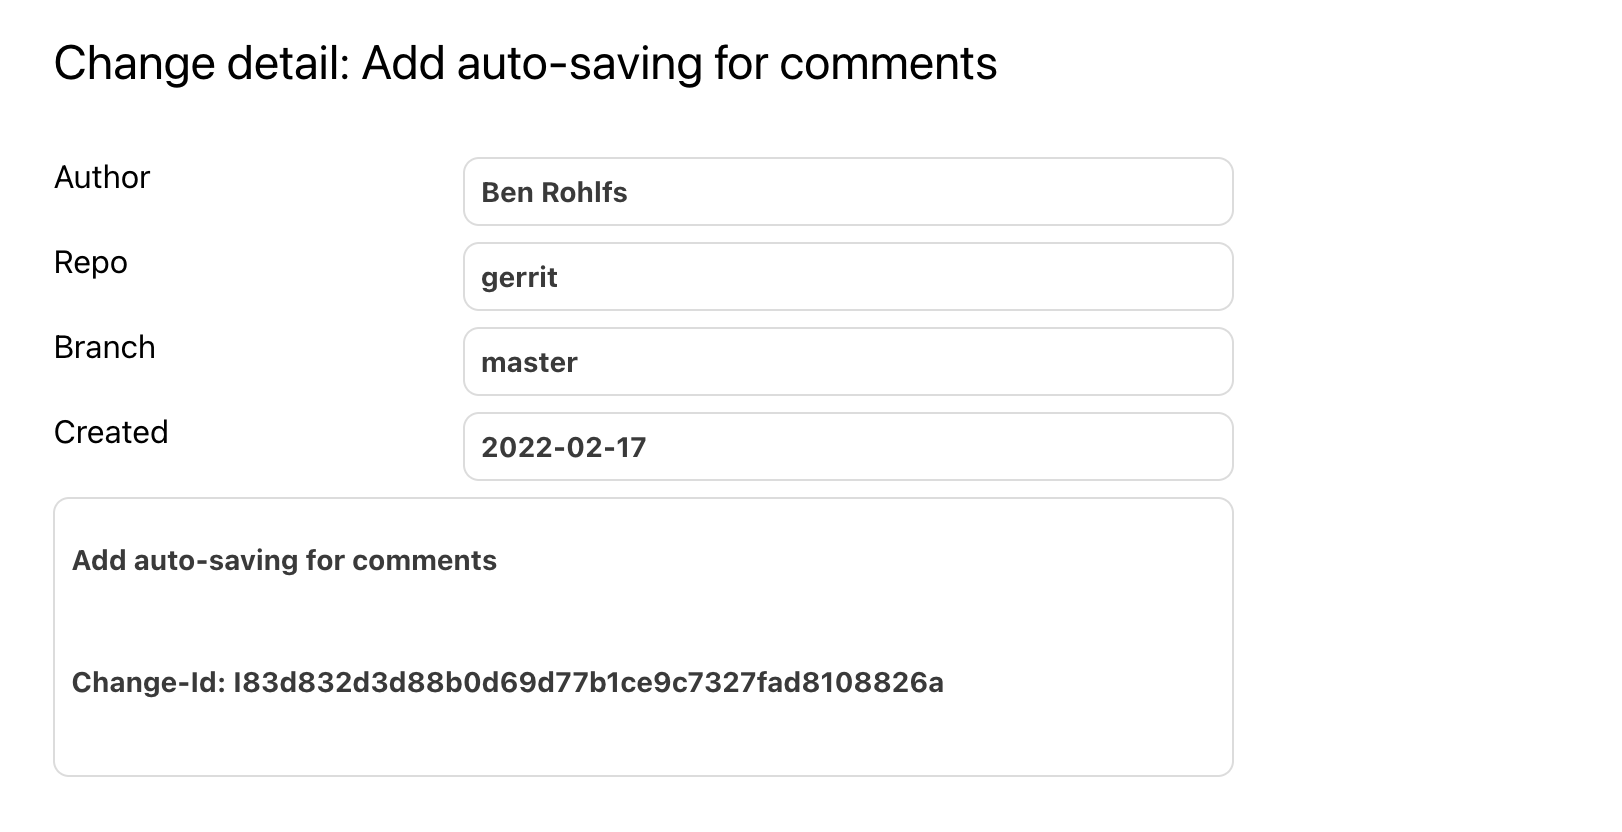 Change detail: Add auto-saving for comments
Author
Ben Rohlfs
Repo
gerrit
Branch
master
Created
2022-02-17
Add auto-saving for comments
Change-Id: I83d832d3d88b0d69d77b1ce9c7327fad8108826a